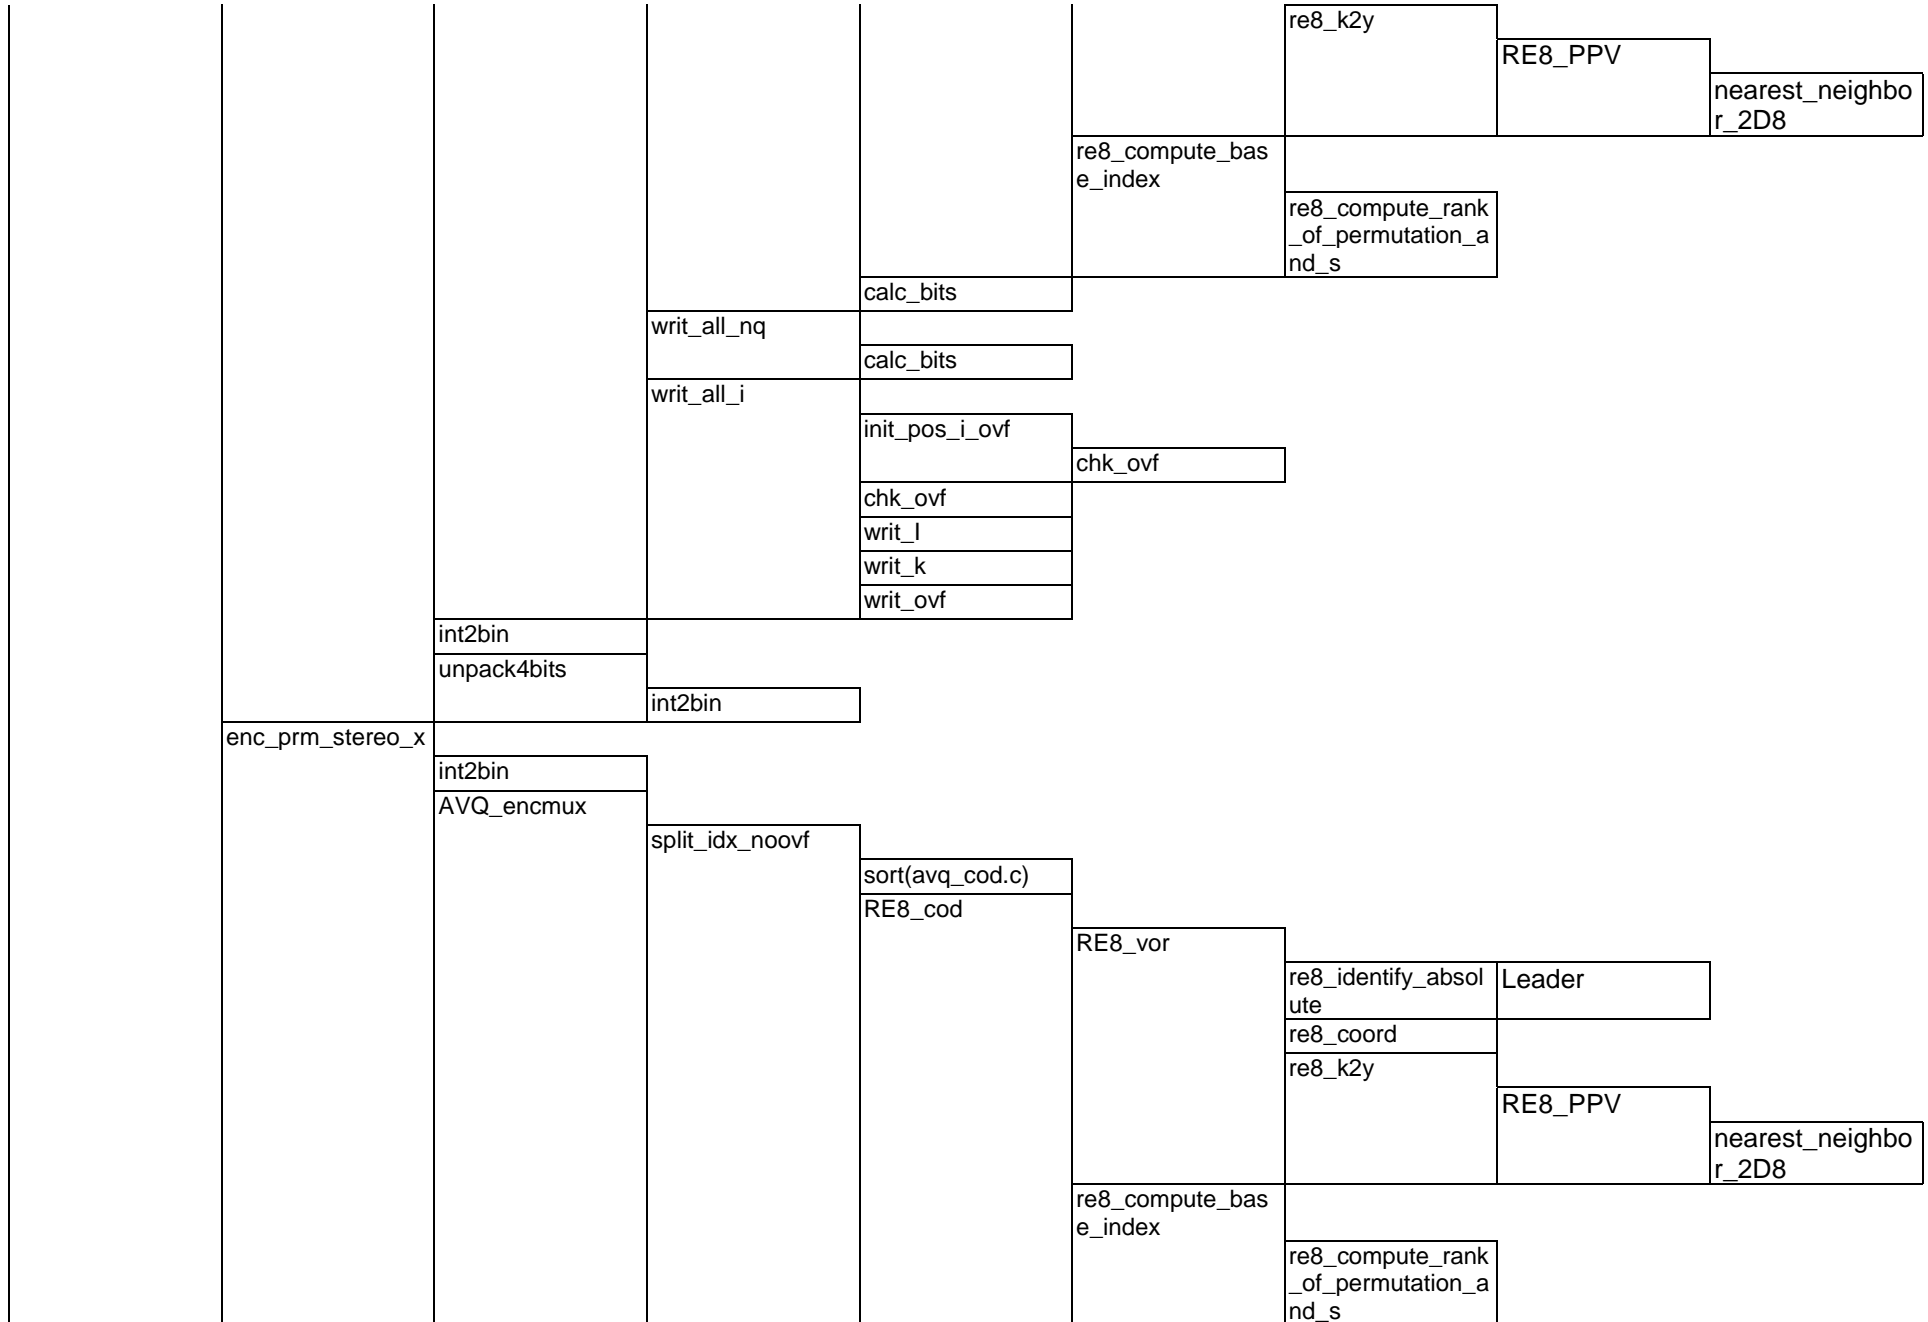 re8_k2y
RE8_PPV
nearest_neighbo
r_2D8
re8_compute_bas
e_index
re8_compute_rank
_of_permutation_a
nd_s
calc_bits
writ_all_nq
calc_bits
writ_all_i
init_pos_i_ovf
chk_ovf
chk_ovf
writ_I
writ_k
writ_ovf
int2bin
unpack4bits
int2bin
enc_prm_stereo_x
int2bin
AVQ_encmux
split_idx_noovf
sort(avq_cod.c)
RE8_cod
RE8_vor
re8_identify_absol
ute
Leader
re8_coord
re8_k2y
RE8_PPV
nearest_neighbo
r_2D8
re8_compute_bas
e_index
re8_compute_rank
_of_permutation_a
nd_s